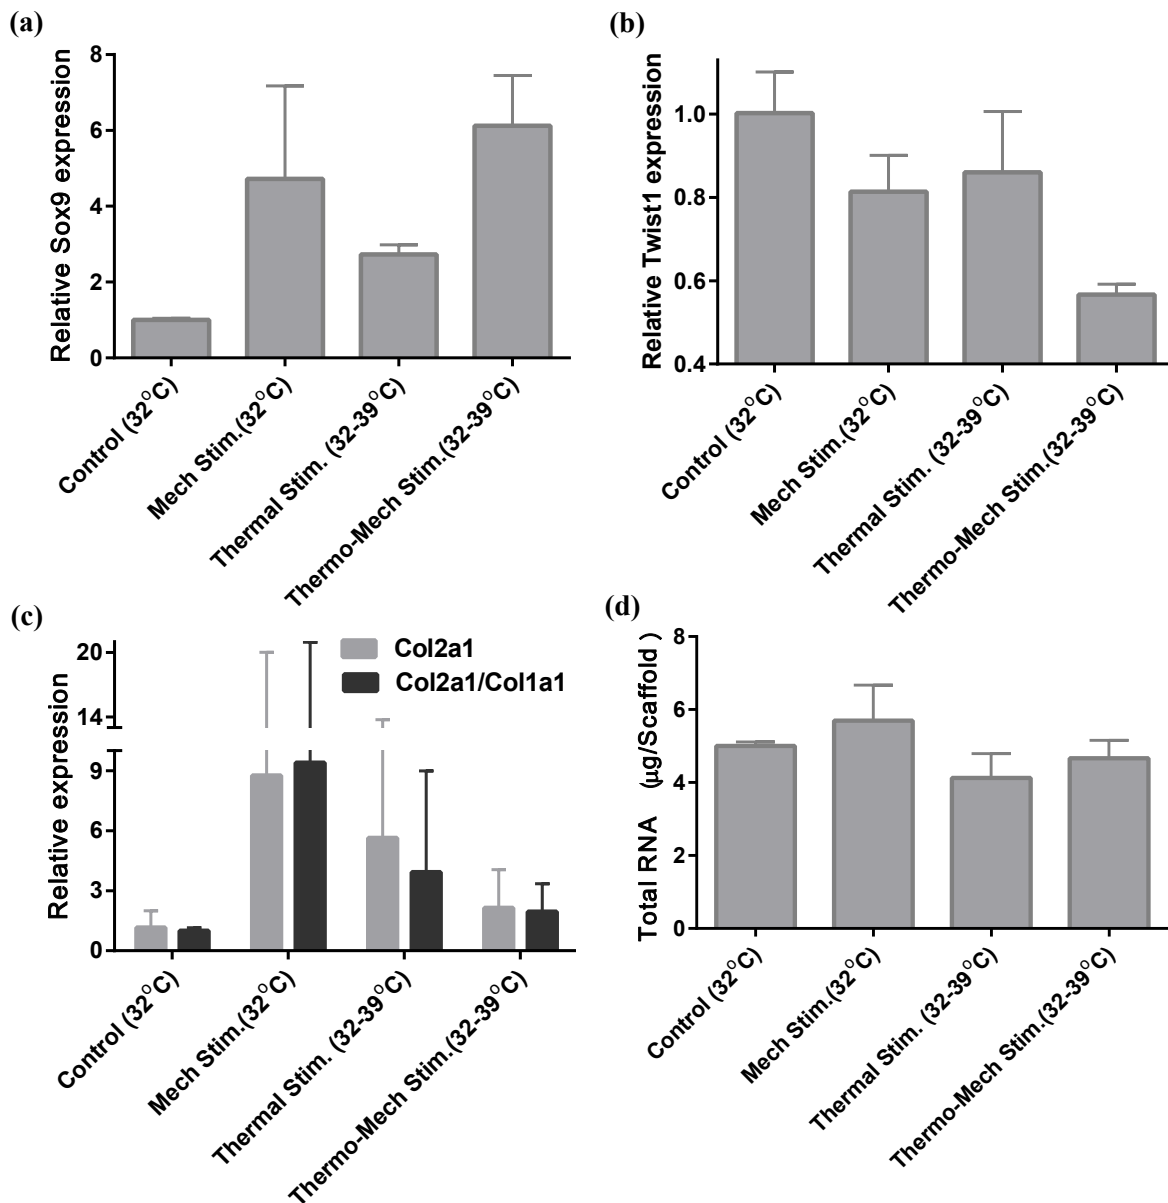 (a)
Relative Sox9 expression
8
6
4
2
0
Control (32°C)
Mech Stim.(32°C)
Thermal Stim. (32-39°C)
Thermo-Mech Stim.(32-39°C)
(b)
Relative Twist1 expression
1.0
0.8
0.6
0.4
Control (32°C)
Mech Stim.(32°C)
Thermal Stim. (32-39°C)
Thermo-Mech Stim.(32-39°C)
(c)
Relative expression
20
14
9
6
3
0
Col2a1
Col2a1/Col1a1
Control (32°C)
Mech Stim.(32°C)
Thermal Stim. (32-39°C)
Thermo-Mech Stim.(32-39°C)
(d)
Total RNA (µg/Scaffold )
8
6
4
2
0
Control (32°C)
Mech Stim.(32°C)
Thermal Stim. (32-39°C)
Thermo-Mech Stim.(32-39°C)